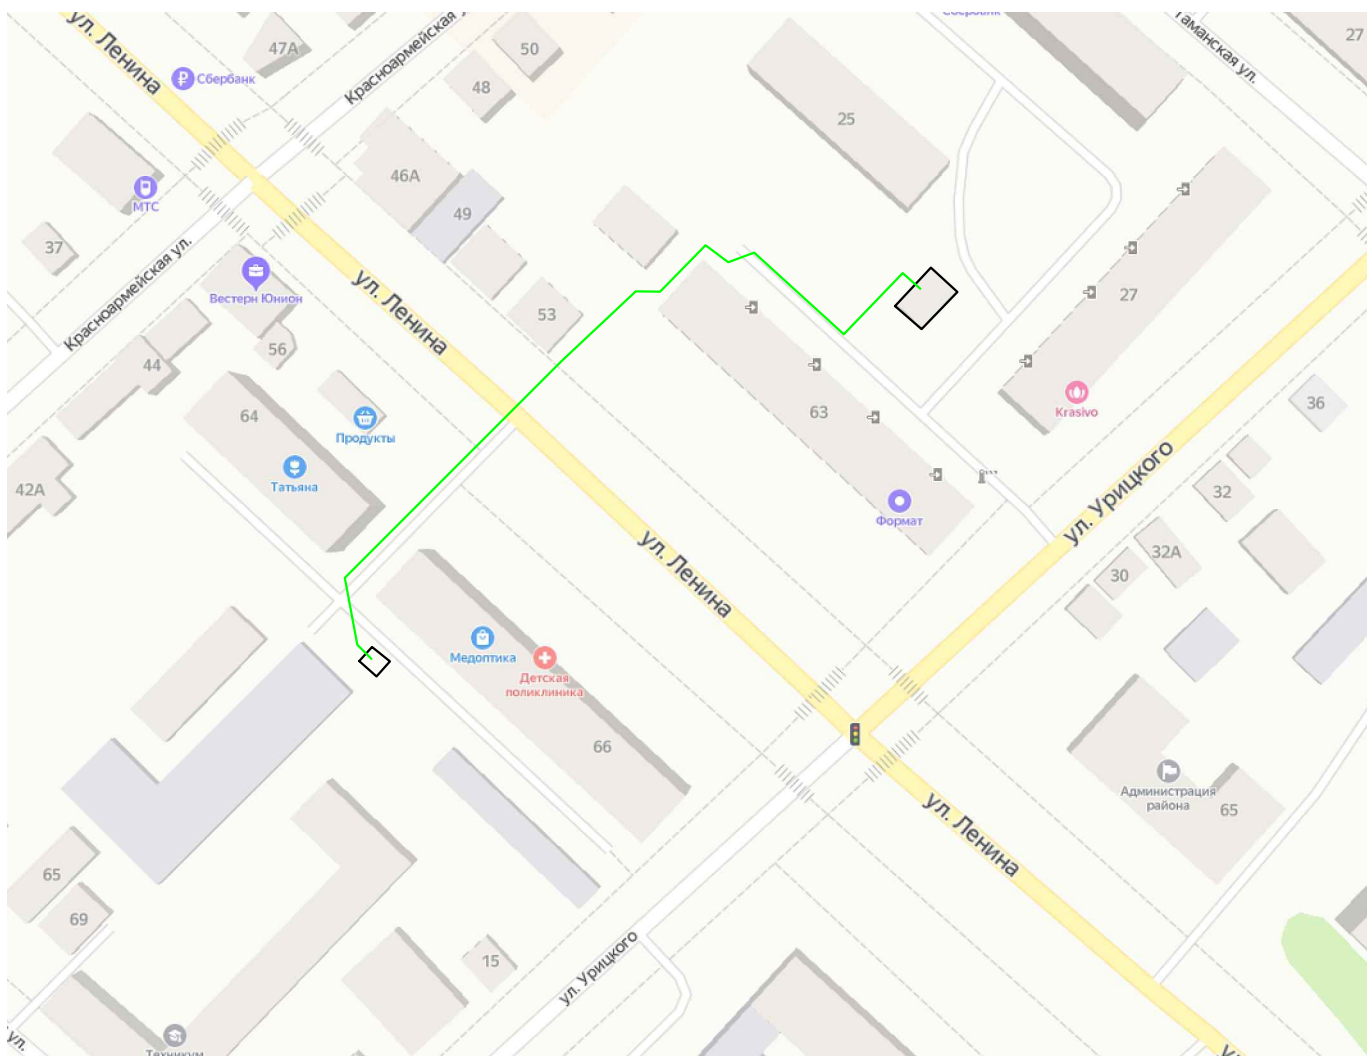 Сбербанк
ул. Ленина
47А
50
Красноармейская у
Таманская ул.
27
Сбербанк
48
25
МТС
46А
49
37
Красноармейская ул.
Вестерн Юнион
ул. Ленина
53
27
56
44
64
63
Krasivo
36
Продукты
Татьяна
42А
Формат
32
ул. Урицкого
ул. Ленина
32А
30
Медоптика
Детская
поликлиника
66
Администрация
района
65
ул. Ленина
65
69
15
ул. Урицкого
ул.
Техникум